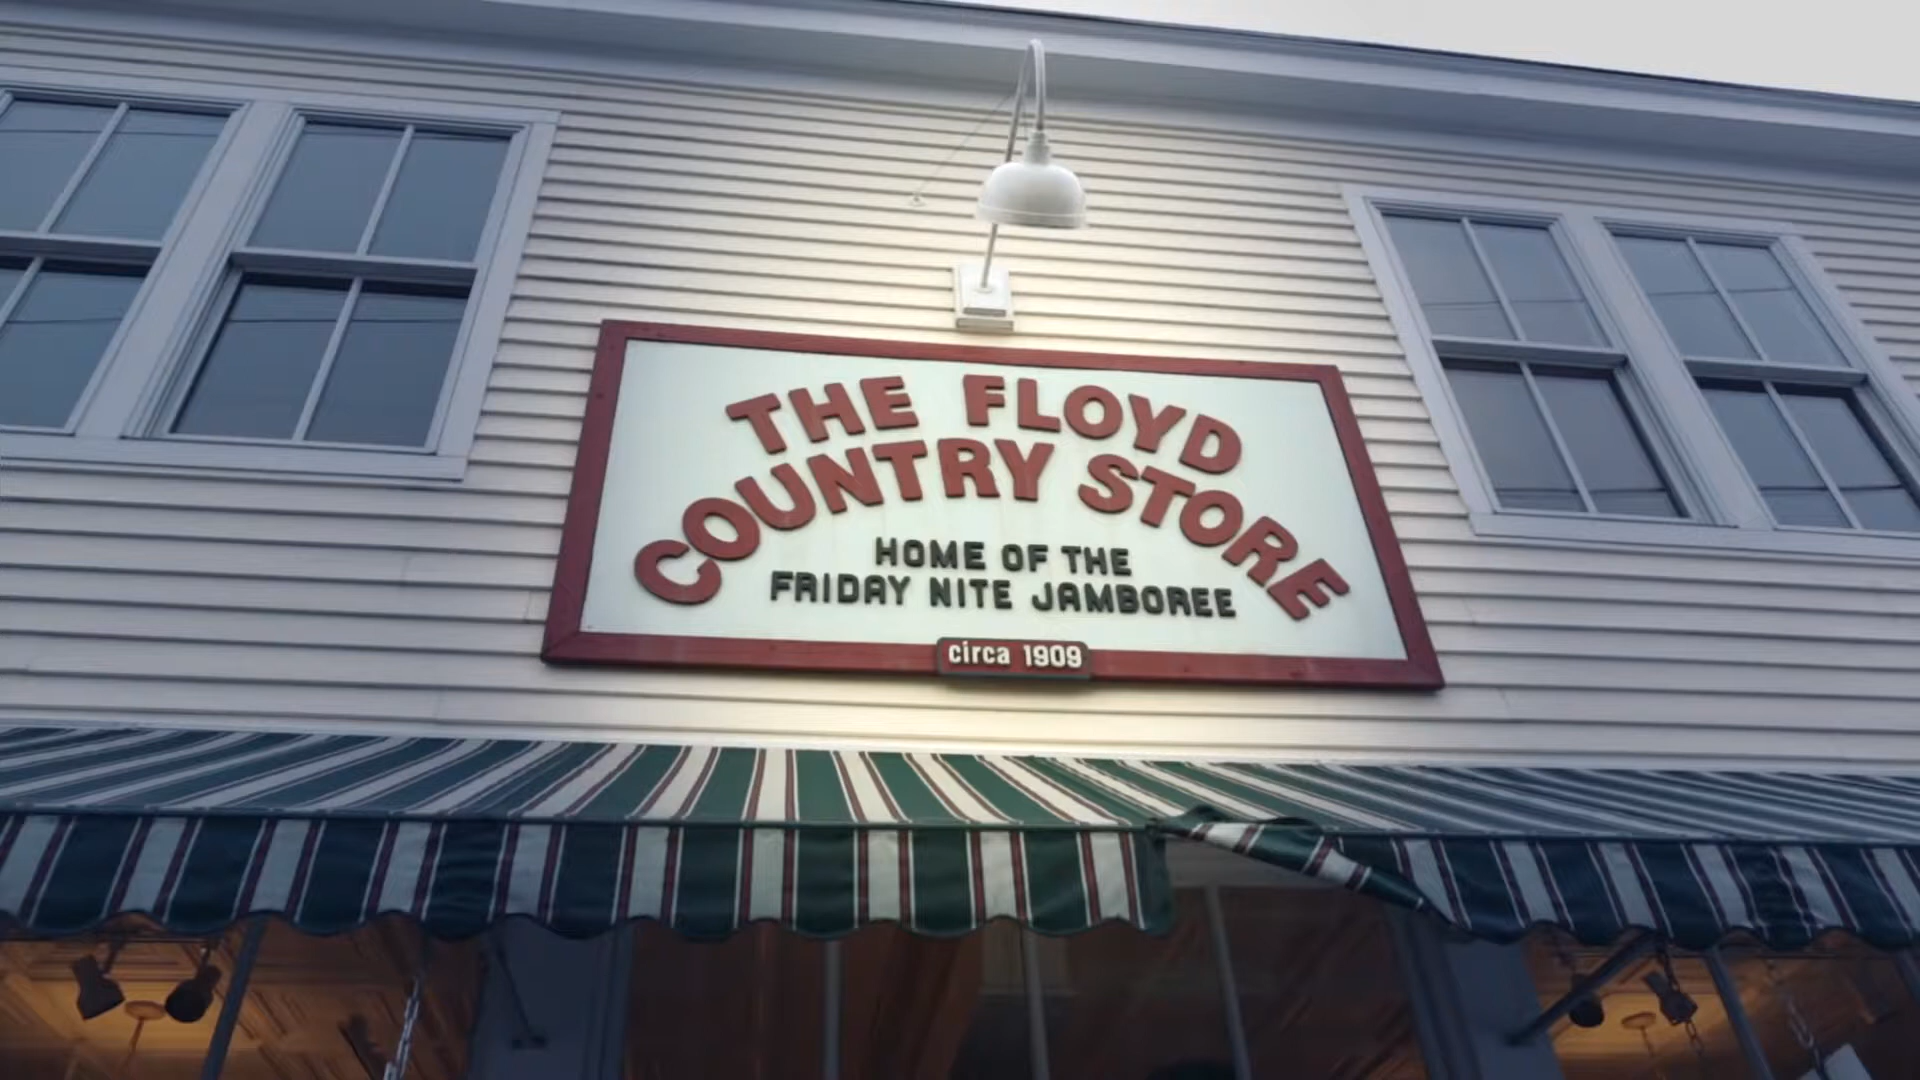 THE FLOYD
COUNTRY STORE
HOME OF THE
FRIDAY NITE JAMBOREE
circa 1909